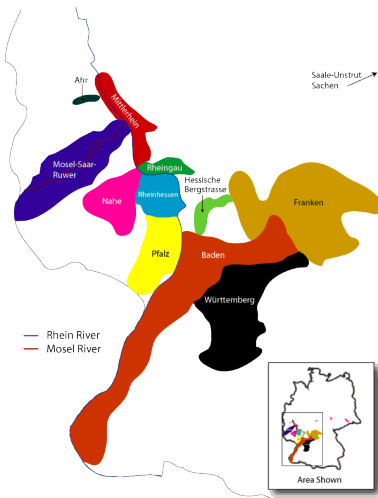 Saale-Unstrut
Sachen
Ahr
Mittlerhein
Mosel-Saar-
Ruwer
Rheingau
Hessische
Bergstrasse
Nahe
Rheinhessen
Franken
Pfalz
Baden
Württemberg
Rhein River
Mosel River
Area Shown